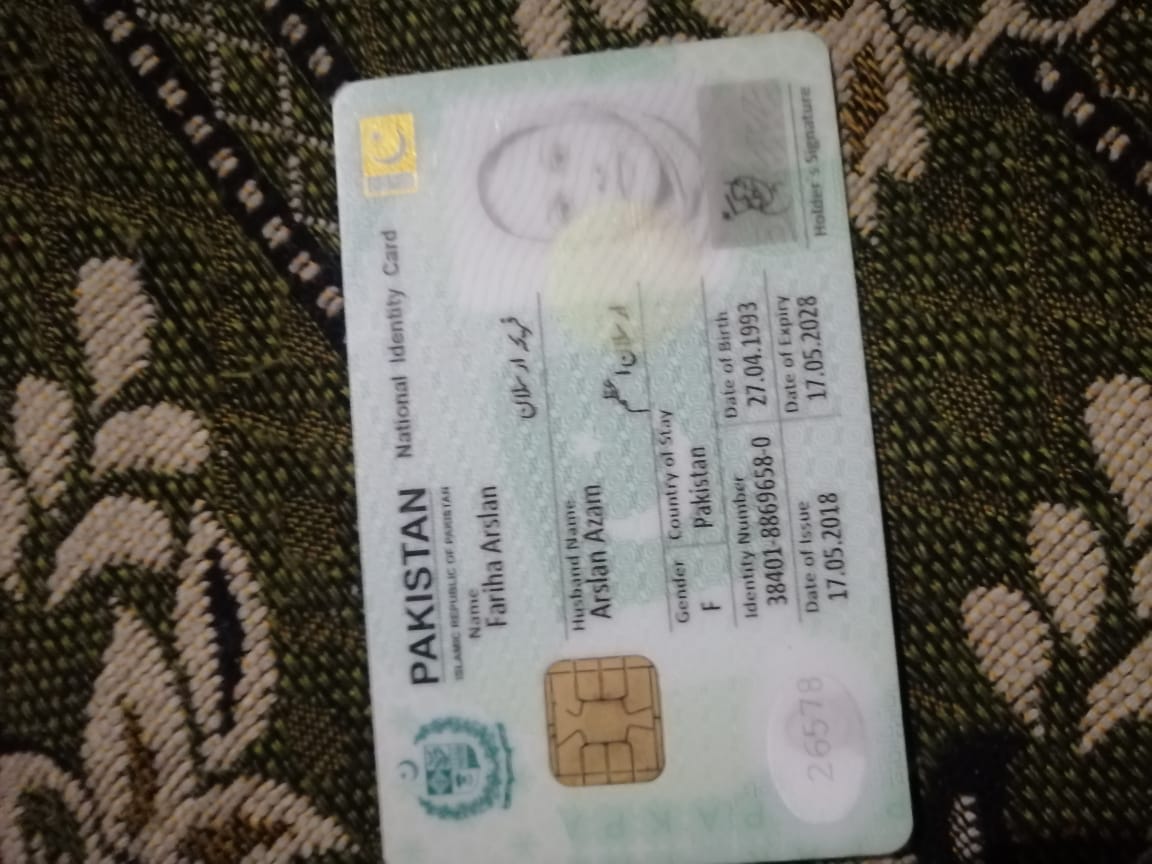 PAKISTAN National Identity Card
ISLAMIC REPUBLIC OF PAKISTAN
Name
Fariha Arslan
فریحہ ارسلان
Husband Name
Arslan Azam
ارسلان اعظم
Gender Country of Stay
F Pakistan
Identity Number Date of Birth
38401-8869658-0 27.04.1993
Date of Issue Date of Expiry
17.05.2018 17.05.2028
Holder's Signature
26578